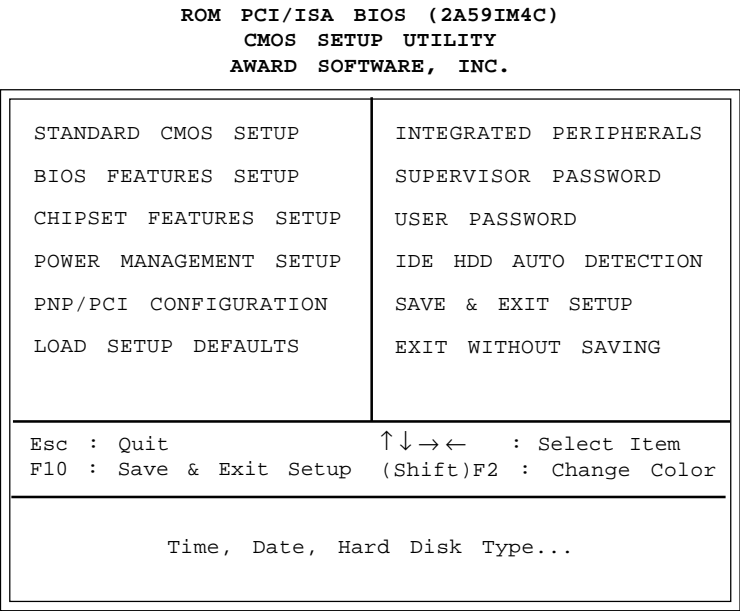 ROM PCI/ISA BIOS (2A59IM4C)
CMOS SETUP UTILITY
AWARD SOFTWARE, INC.
STANDARD CMOS SETUP
BIOS FEATURES SETUP
CHIPSET FEATURES SETUP
POWER MANAGEMENT SETUP
PNP/PCI CONFIGURATION
LOAD SETUP DEFAULTS
INTEGRATED PERIPHERALS
SUPERVISOR PASSWORD
USER PASSWORD
IDE HDD AUTO DETECTION
SAVE & EXIT SETUP
EXIT WITHOUT SAVING
Esc : Quit
F10 : Save & Exit Setup
↑↓→← : Select Item
(Shift)F2 : Change Color
Time, Date, Hard Disk Type...